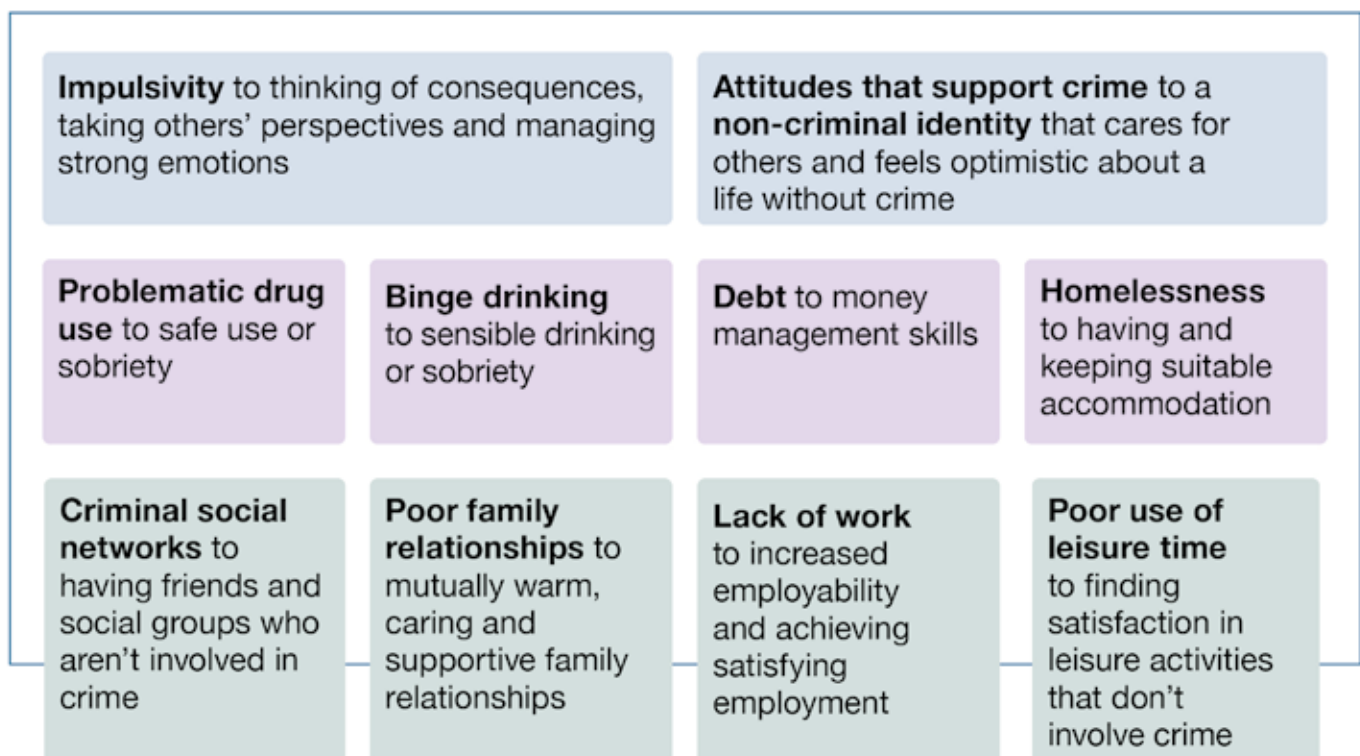 Impulsivity to thinking of consequences,
taking others’ perspectives and managing
strong emotions
Attitudes that support crime to a
non-criminal identity that cares for
others and feels optimistic about a
life without crime
Problematic drug
use to safe use or
sobriety
Binge drinking
to sensible drinking
or sobriety
Debt to money
management skills
Homelessness
to having and
keeping suitable
accommodation
Criminal social
networks to
having friends and
social groups who
aren’t involved in
crime
Poor family
relationships to
mutually warm,
caring and
supportive family
relationships
Lack of work
to increased
employability
and achieving
satisfying
employment
Poor use of
leisure time
to finding
satisfaction in
leisure activities
that don’t
involve crime